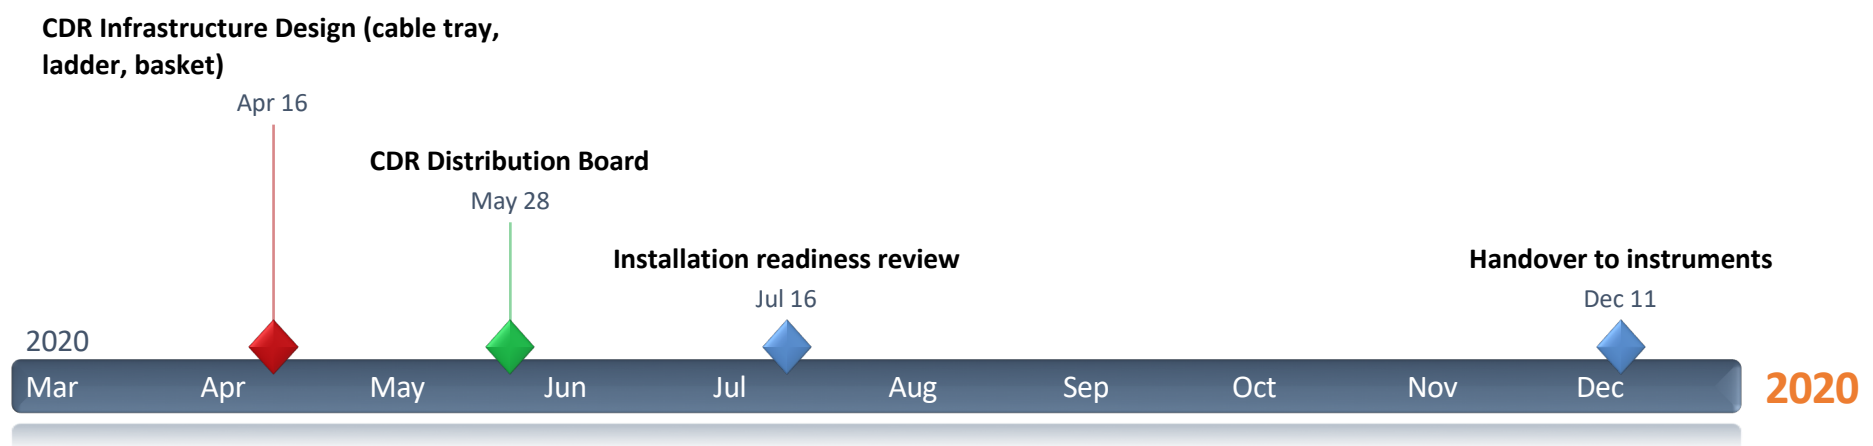 CDR Infrastructure Design (cable tray,
ladder, basket)
Apr 16
CDR Distribution Board
May 28
Installation readiness review
Jul 16
Handover to instruments
Dec 11
2020
Mar Apr May Jun Jul Aug Sep Oct Nov Dec
2020